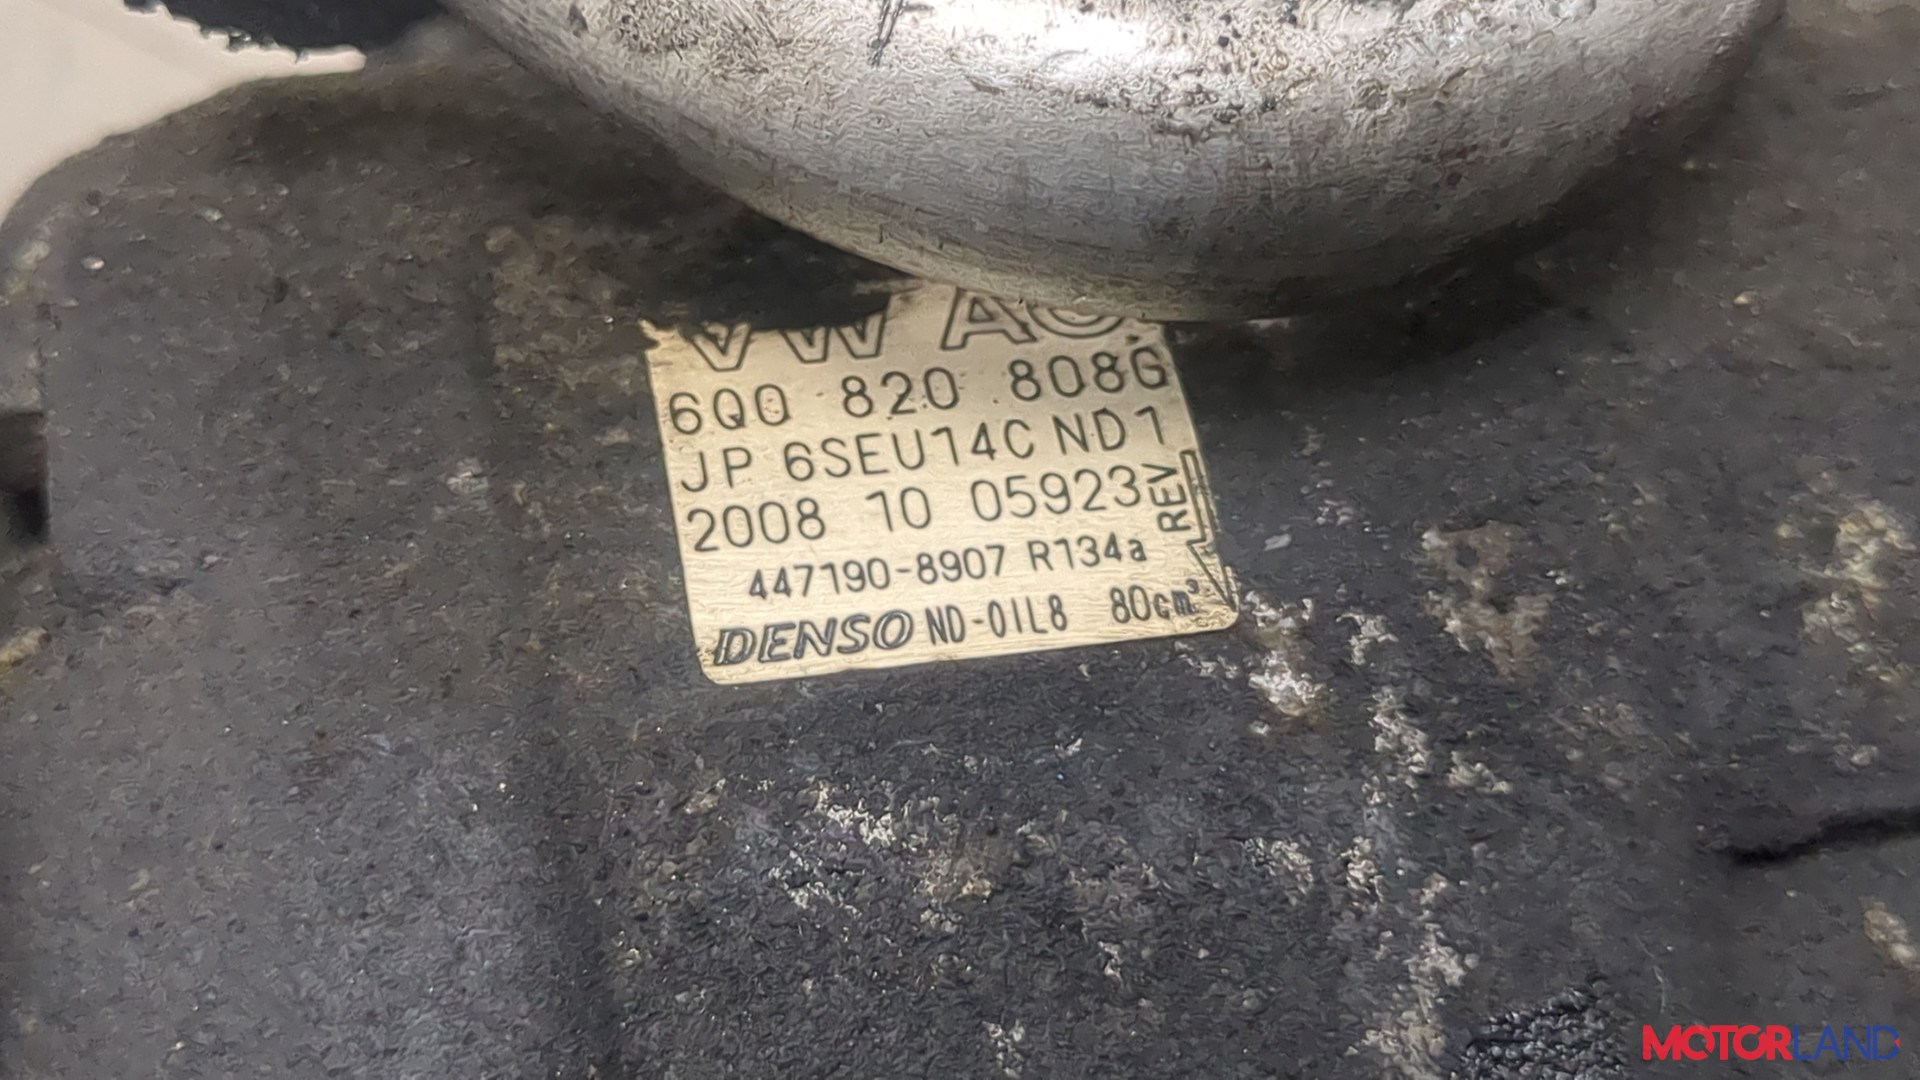 VW AG
6Q0 820 808G
JP 6SEU14C ND1
2008 10 05923
REV
447190-8907 R134a
DENSO ND-OIL8 80cm³
MOTORLAND